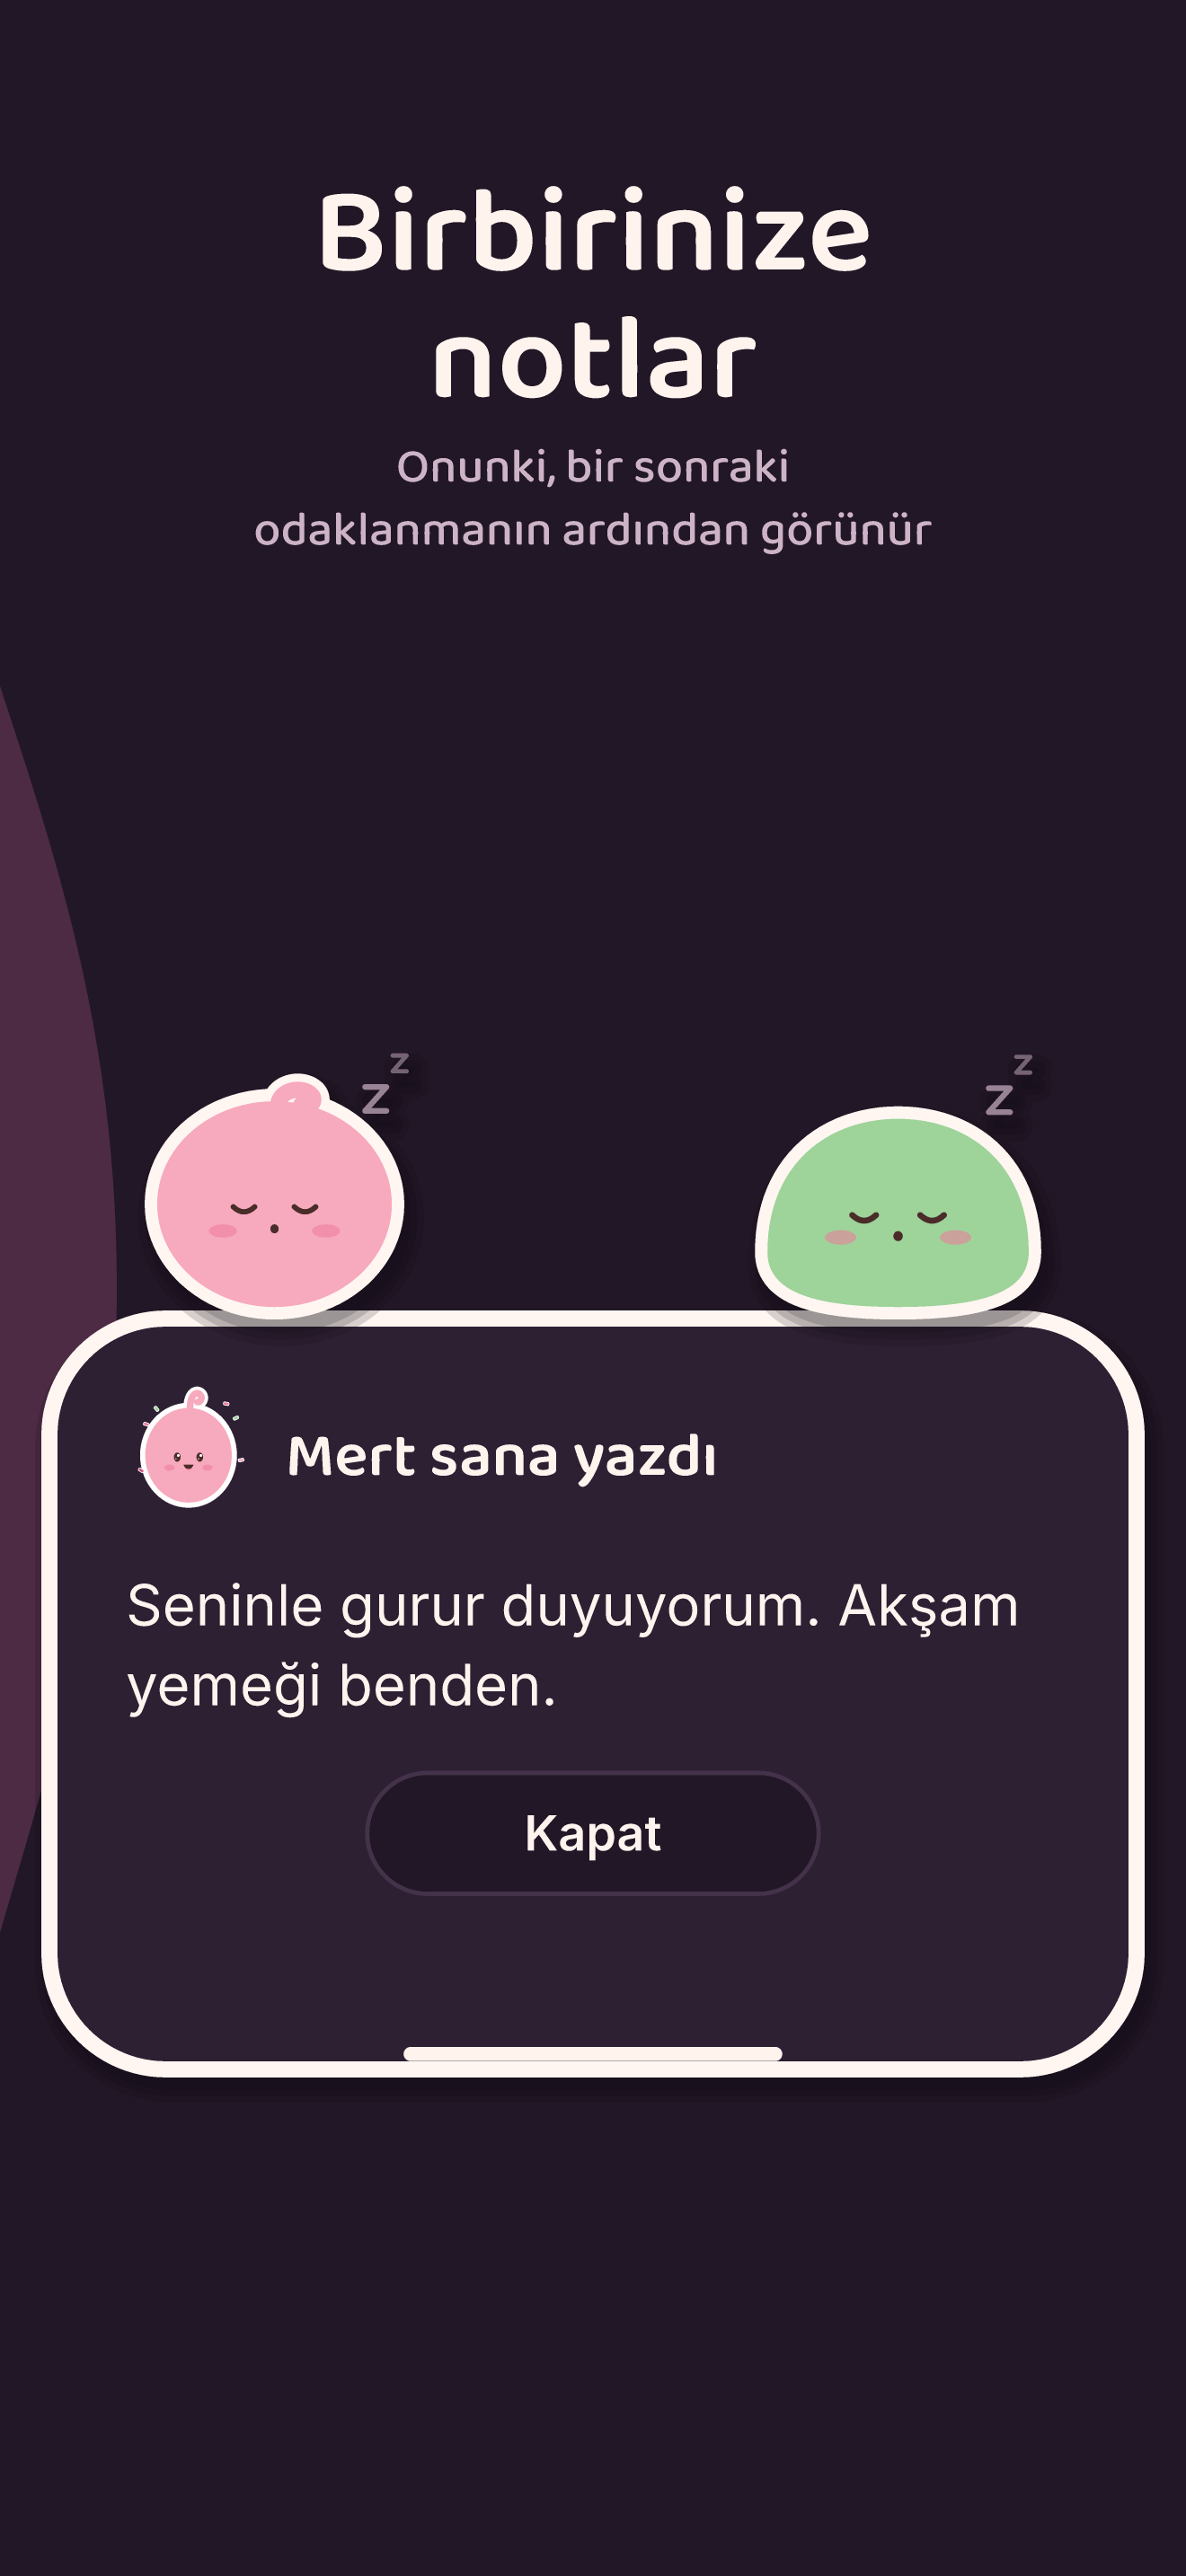 Birbirinize
notlar
Onunki, bir sonraki
odaklanmanın ardından görünür
z
z
z
z
Mert sana yazdı
Seninle gurur duyuyorum. Akşam
yemeği benden.
Kapat